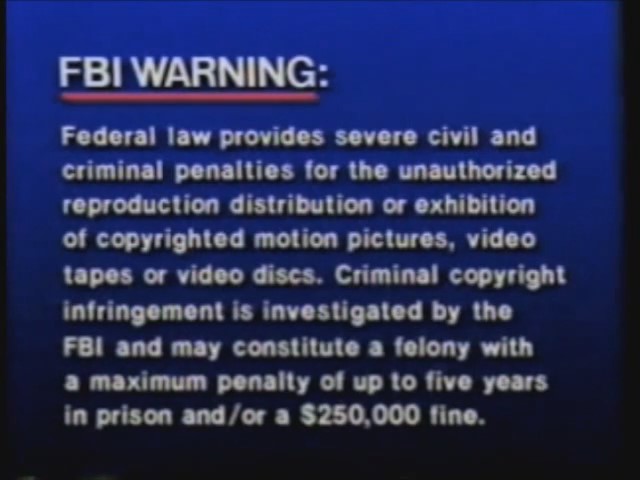 FBI WARNING:
Federal law provides severe civil and
criminal penalties for the unauthorized
reproduction distribution or exhibition
of copyrighted motion pictures, video
tapes or video discs. Criminal copyright
infringement is investigated by the
FBI and may constitute a felony with
a maximum penalty of up to five years
in prison and/or a $250,000 fine.